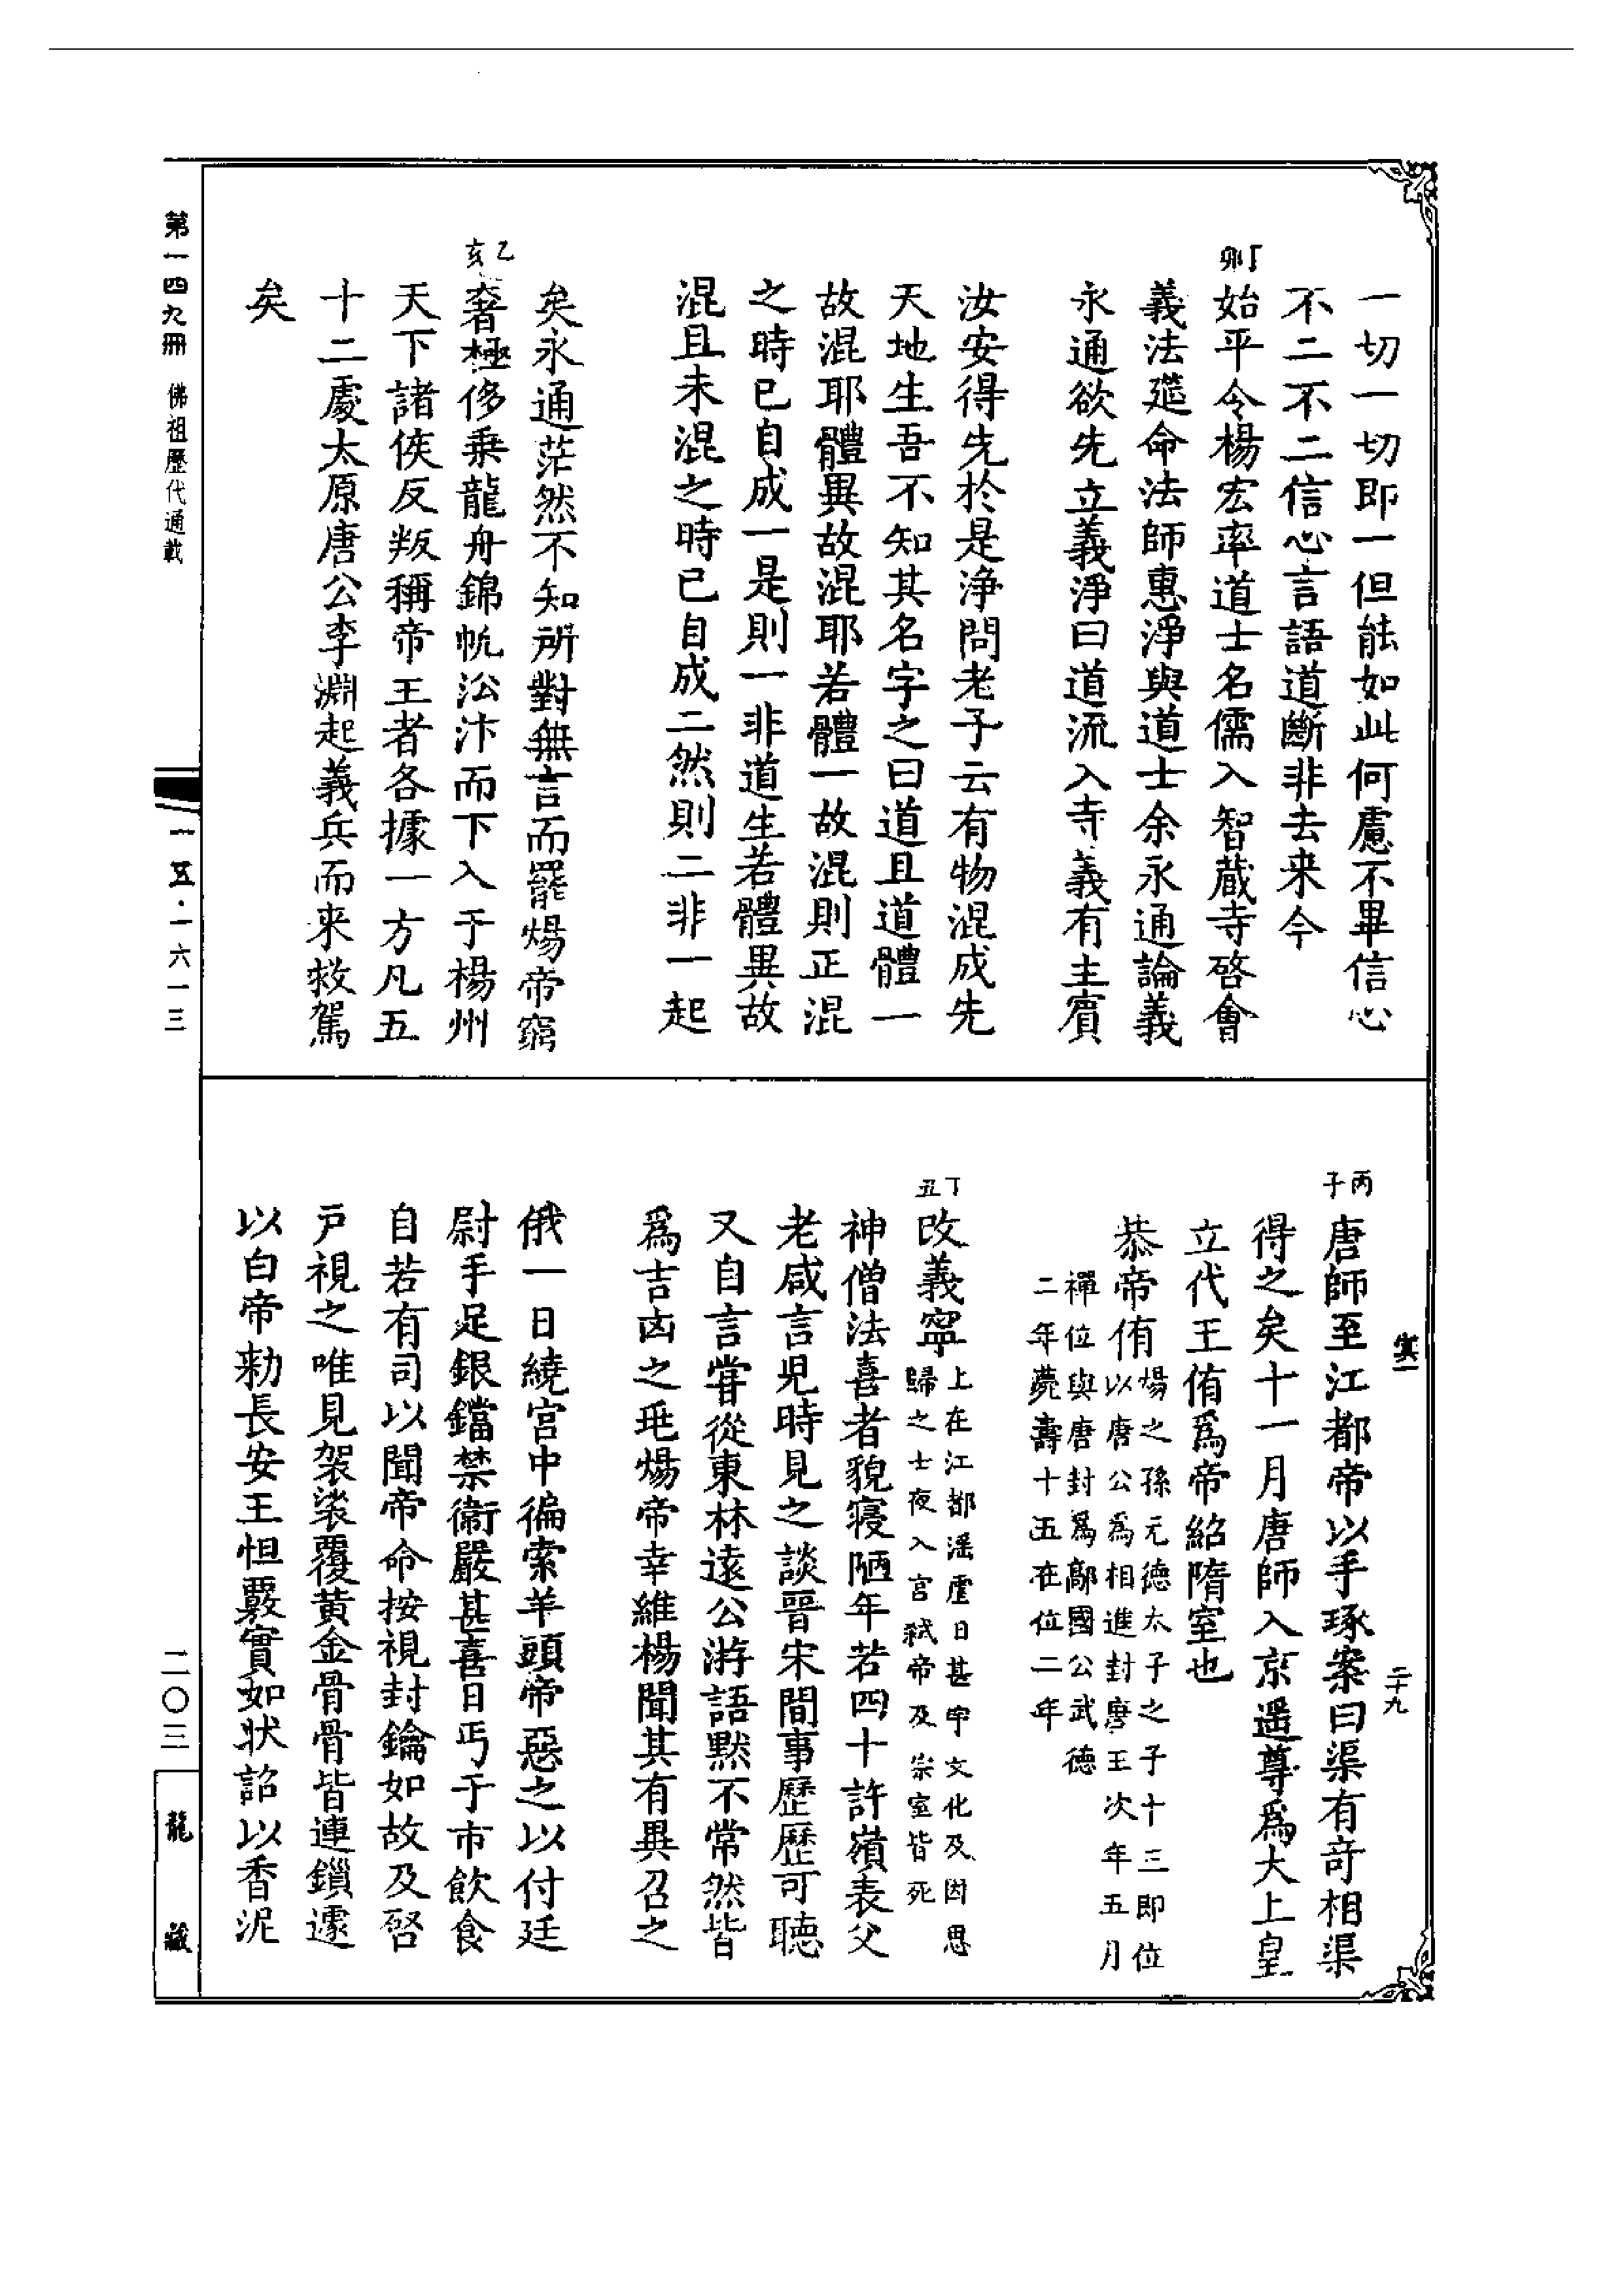 一切一切即一但能如此何慮不畢信心
不二不二信心言語道斷非去来今
丁卯
始平令楊宏率道士名儒入智蔵寺啓會
義法筵命法師惠淨與道士余永通論義
永通欲先立義淨曰道流入寺義有主賓
汝安得先於是淨問老子云有物混成先
天地生吾不知其名字之曰道且道體一
故混耶體異故混耶若體一故混則正混
之時已自成一是則一非道生若體異故
混且未混之時已自成二然則二非一起
矣永通茫然不知所對無言而罷煬帝窮
乙亥
奢極侈乗龍舟錦帆㳂汴而下入于楊州
天下諸侯反叛稱帝王者各據一方凡五
十二處太原唐公李淵起義兵而来救駕
矣
二十九
丙子
唐師至江都帝以手琢案曰渠有竒相渠
得之矣十一月唐師入京遥尊爲大上皇
立代王侑爲帝紹隋室也
恭帝侑
煬之孫元德太子之子十三即位
以唐公爲相進封唐王次年五月
禪位與唐封爲鄅國公武德
二年薨壽十五在位二年
丁丑
改義寧
上在江都滛虐日甚宇文化及因思
歸之士夜入宫弑帝及宗室皆死
神僧法喜者貌寝陋年若四十許嶺表父
老咸言兒時見之談晉宋間事歷歷可聽
又自言甞從東林遠公游語黙不常然皆
爲吉凶之兆煬帝幸維楊聞其有異召之
俄一日繞宫中徧索羊頭帝惡之以付廷
尉手足銀鐺禁衛嚴甚喜日丐于市飲食
自若有司以聞帝命按視封鑰如故及啓
戸視之唯見袈裟覆黃金骨骨皆連鎻遽
以白帝勑長安王怛覈實如状詔以香泥
第一四九冊 佛祖歷代通載
一五·一六一三
二〇三
龍藏